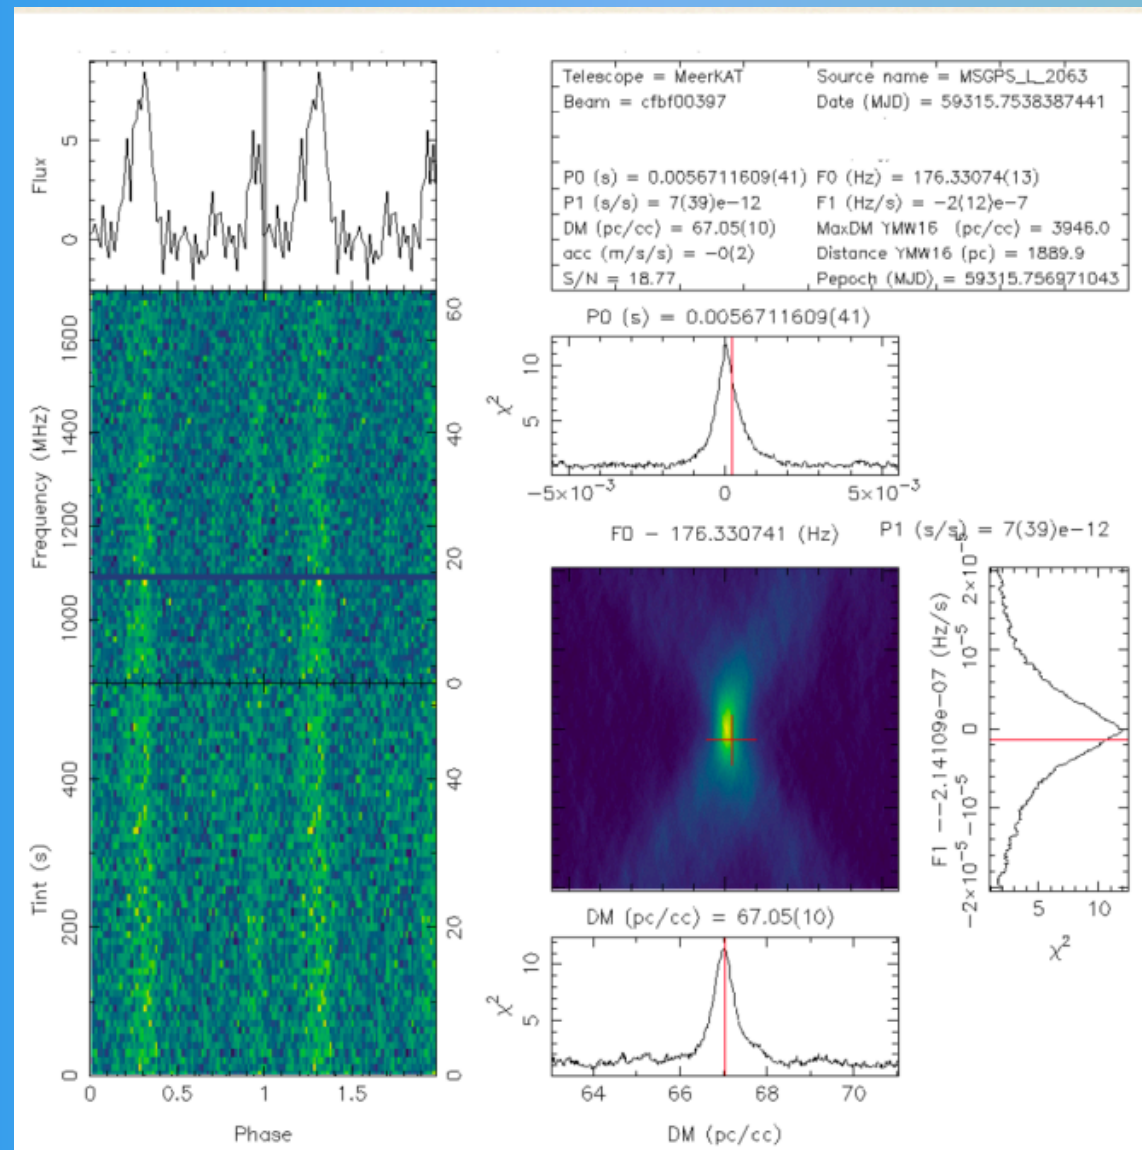 Telescope = MeerKAT Source name = MSGPS_L_2063
Beam = cfbf00397 Date (MJD) = 59315.7538387441
P0 (s) = 0.0056711609(41) F0 (Hz) = 176.33074(13)
P1 (s/s) = 7(39)e-12 F1 (Hz/s) = -2(12)e-7
DM (pc/cc) = 67.05(10) MaxDM YMW16 (pc/cc) = 3946.0
acc (m/s/s) = -0(2) Distance YMW16 (pc) = 1889.9
S/N = 18.77 Pepoch (MJD) = 59315.756971043
Flux
0 5
Frequency (MHz)
1000 1200 1400 1600
0 20 40 60
Tint (s)
0 200 400
0 20 40
0 0.5 1 1.5
Phase
P0 (s) = 0.0056711609(41)
χ²
5 10
−5×10⁻³ 0 5×10⁻³
F0 − 176.330741 (Hz)
P1 (s/s) = 7(39)e−12
F1 −−2.14109e−07 (Hz/s)
−2×10⁻⁵ −10⁻⁵ 0 10⁻⁵ 2×10⁻⁵
5 10
χ²
DM (pc/cc) = 67.05(10)
χ²
5 10
64 66 68 70
DM (pc/cc)